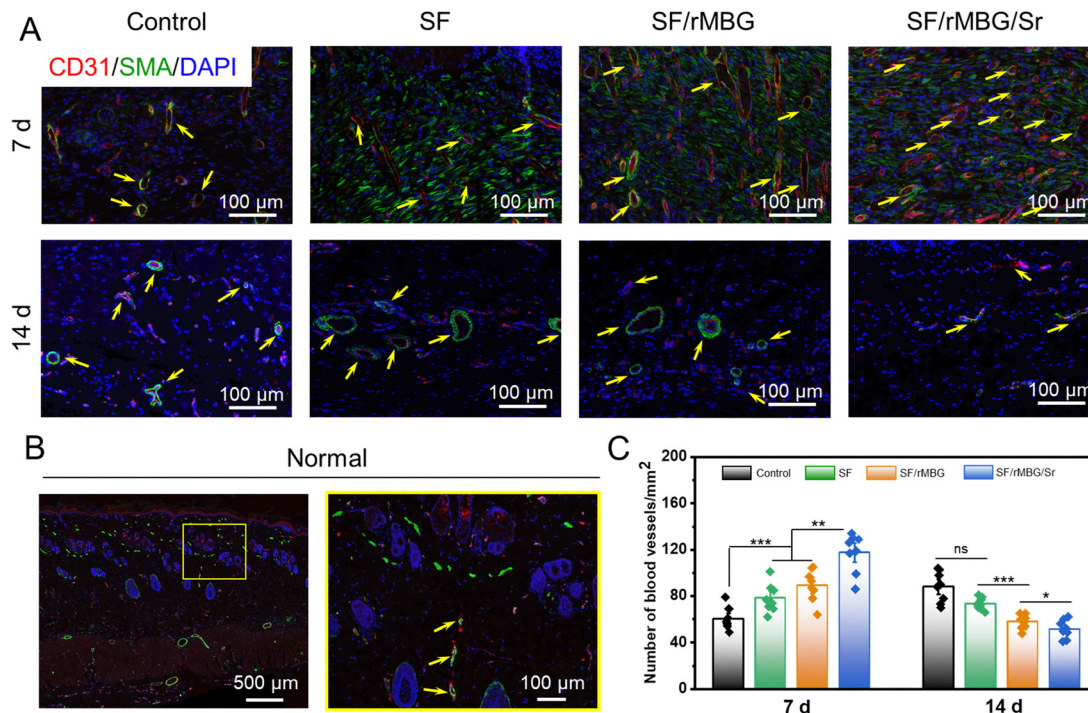 Control SF SF/rMBG SF/rMBG/Sr
A
CD31/SMA/DAPI
7 d
100 µm 100 µm 100 µm 100 µm
14 d
100 µm 100 µm 100 µm 100 µm
B
Normal
500 µm 100 µm
C
Number of blood vessels/mm²
200
160
120
80
40
0
Control SF SF/rMBG SF/rMBG/Sr
*** ** ns *** *
7 d 14 d